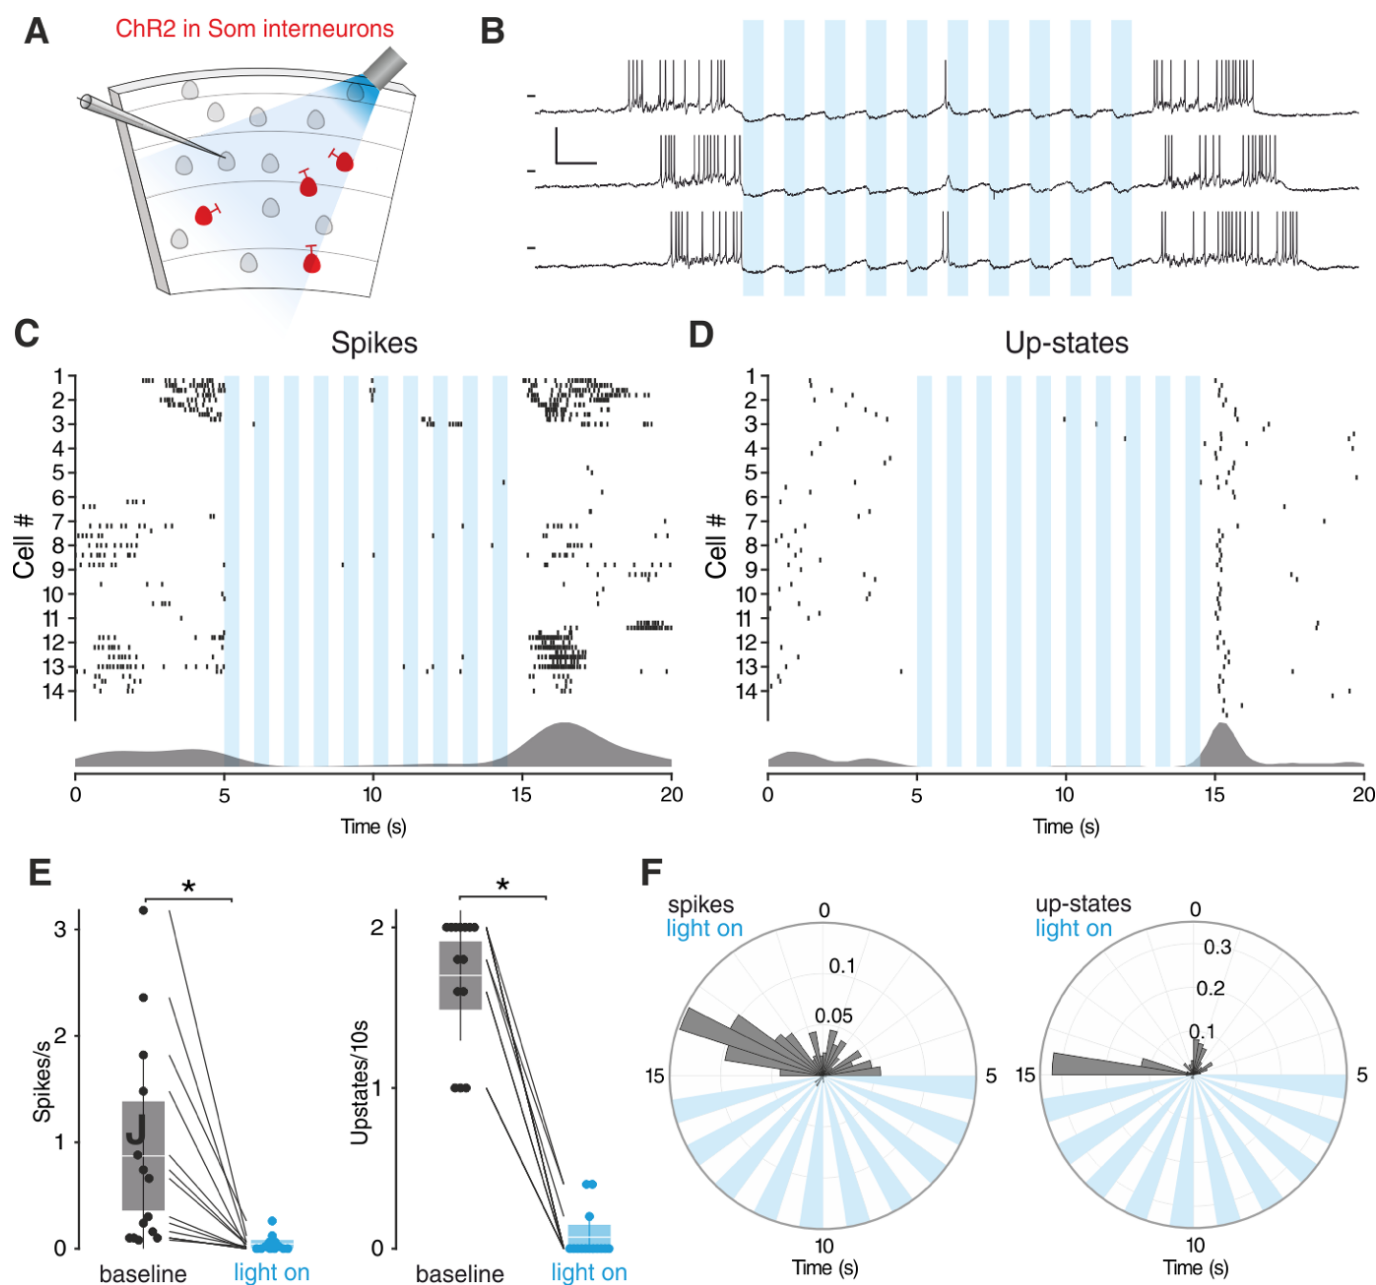 A
ChR2 in Som interneurons
B
C
Spikes
Cell #
1
2
3
4
5
6
7
8
9
10
11
12
13
14
0
5
10
15
20
Time (s)
D
Up-states
Cell #
1
2
3
4
5
6
7
8
9
10
11
12
13
14
0
5
10
15
20
Time (s)
E
*
Spikes/s
3
2
1
0
J
baseline
light on
*
Upstates/10s
2
1
0
baseline
light on
F
spikes
light on
0
0.1
0.05
15
5
10
Time (s)
up-states
light on
0
0.3
0.2
0.1
15
5
10
Time (s)